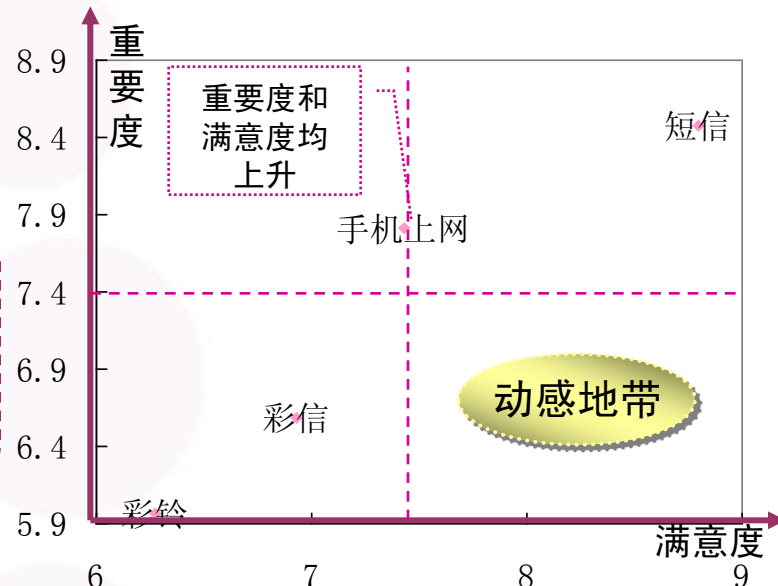 重要度
8.9
8.4
7.9
7.4
6.9
6.4
5.9
重要度和
满意度均
上升
短信
手机上网
彩信
动感地带
彩铃
满意度
6
7
8
9